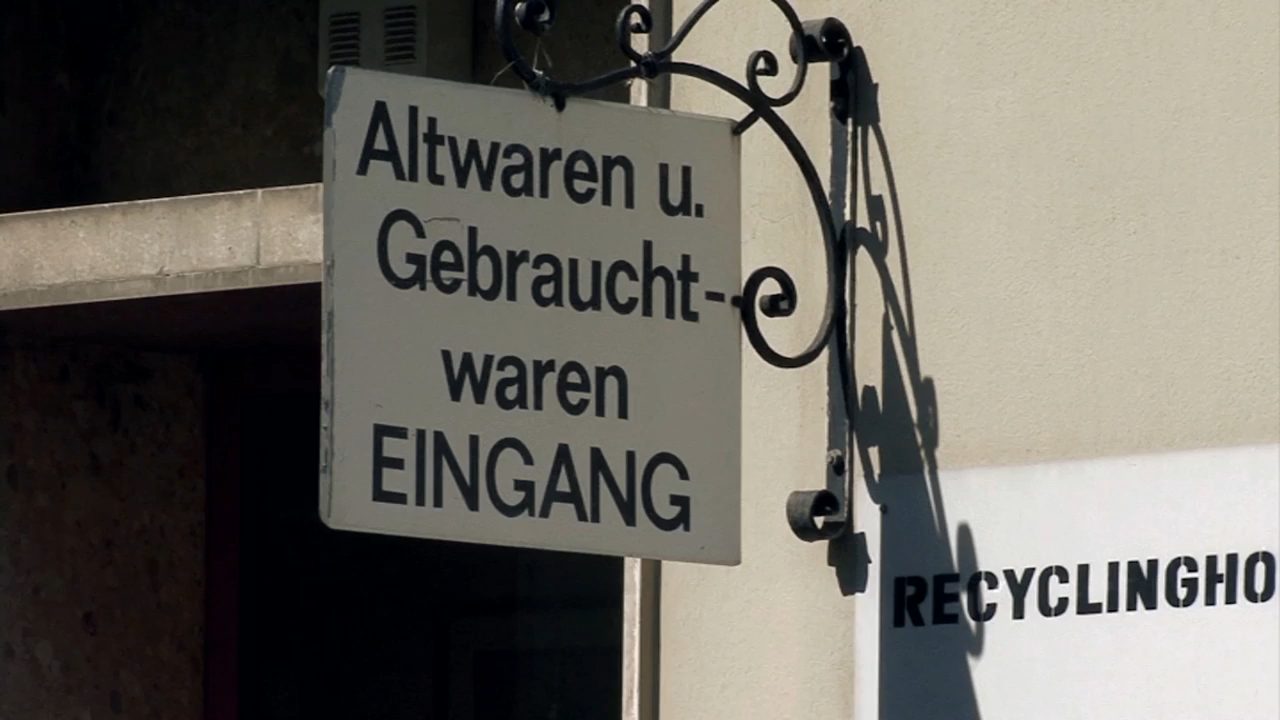 Altwaren u.
Gebraucht-
waren
EINGANG
RECYCLINGHO